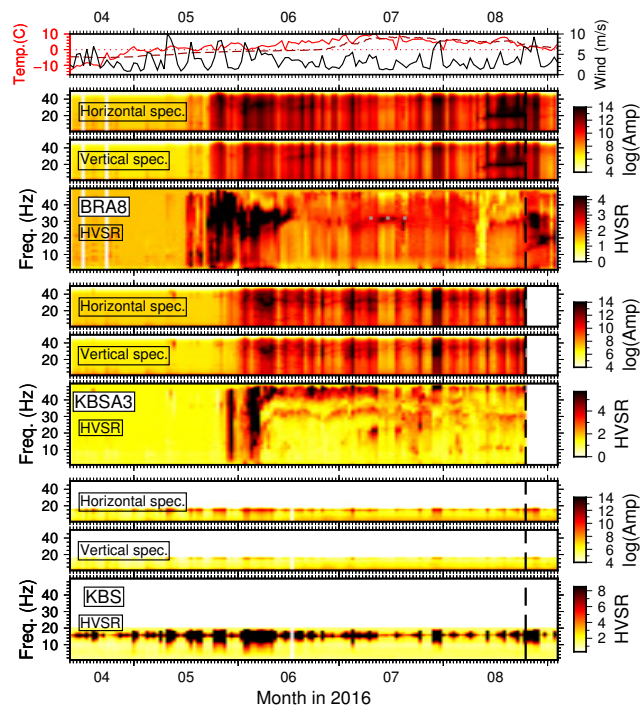 04 05 06 07 08
Temp.(C)
10
0
−10
10
5
0
Wind (m/s)
40
20
Horizontal spec.
40
20
Vertical spec.
14
12
10
8
6
4
log(Amp)
Freq. (Hz)
40
30
20
10
BRA8
HVSR
4
3
2
1
0
HVSR
40
20
Horizontal spec.
40
20
Vertical spec.
14
12
10
8
6
4
log(Amp)
Freq. (Hz)
40
30
20
10
KBSA3
HVSR
4
2
0
HVSR
40
20
Horizontal spec.
40
20
Vertical spec.
14
12
10
8
6
4
log(Amp)
Freq. (Hz)
40
30
20
10
KBS
HVSR
8
6
4
2
HVSR
04 05 06 07 08
Month in 2016